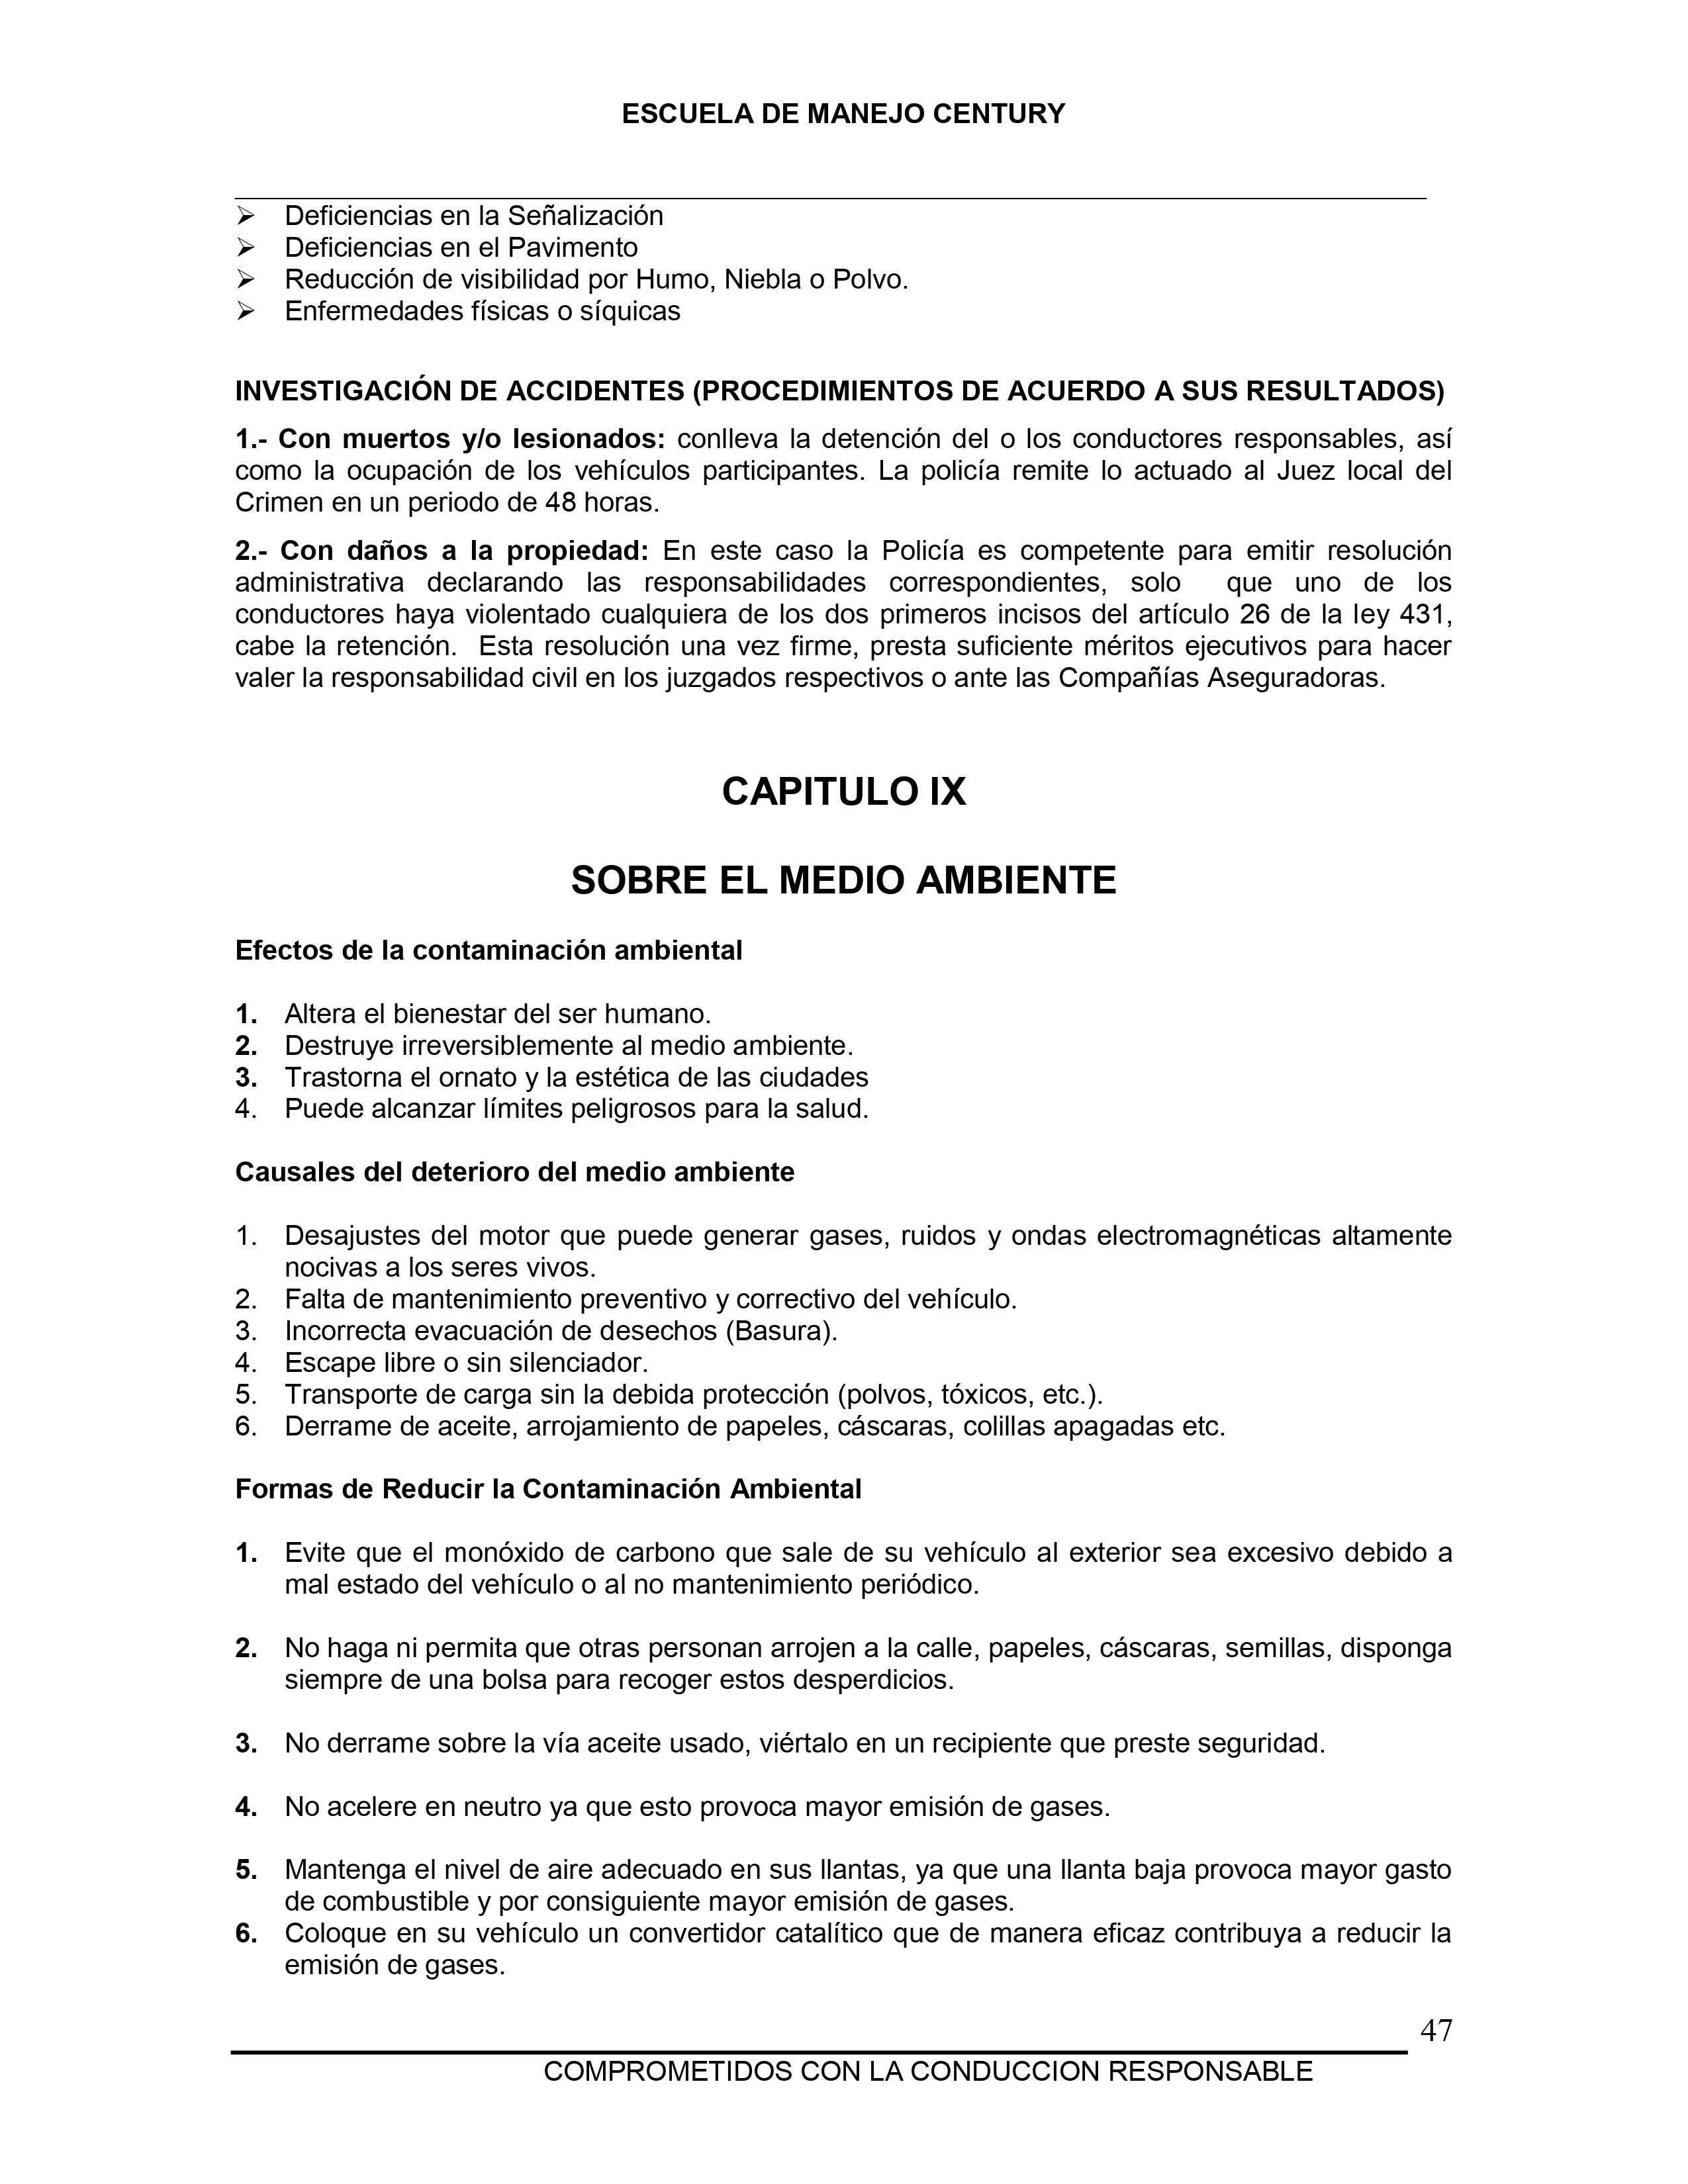 ESCUELA DE MANEJO CENTURY
➢ Deficiencias en la Señalización
➢ Deficiencias en el Pavimento
➢ Reducción de visibilidad por Humo, Niebla o Polvo.
➢ Enfermedades físicas o síquicas
INVESTIGACIÓN DE ACCIDENTES (PROCEDIMIENTOS DE ACUERDO A SUS RESULTADOS)
1.- Con muertos y/o lesionados: conlleva la detención del o los conductores responsables, así
como la ocupación de los vehículos participantes. La policía remite lo actuado al Juez local del
Crimen en un periodo de 48 horas.
2.- Con daños a la propiedad: En este caso la Policía es competente para emitir resolución
administrativa declarando las responsabilidades correspondientes, solo que uno de los
conductores haya violentado cualquiera de los dos primeros incisos del artículo 26 de la ley 431,
cabe la retención. Esta resolución una vez firme, presta suficiente méritos ejecutivos para hacer
valer la responsabilidad civil en los juzgados respectivos o ante las Compañías Aseguradoras.
CAPITULO IX
SOBRE EL MEDIO AMBIENTE
Efectos de la contaminación ambiental
1. Altera el bienestar del ser humano.
2. Destruye irreversiblemente al medio ambiente.
3. Trastorna el ornato y la estética de las ciudades
4. Puede alcanzar límites peligrosos para la salud.
Causales del deterioro del medio ambiente
1. Desajustes del motor que puede generar gases, ruidos y ondas electromagnéticas altamente
nocivas a los seres vivos.
2. Falta de mantenimiento preventivo y correctivo del vehículo.
3. Incorrecta evacuación de desechos (Basura).
4. Escape libre o sin silenciador.
5. Transporte de carga sin la debida protección (polvos, tóxicos, etc.).
6. Derrame de aceite, arrojamiento de papeles, cáscaras, colillas apagadas etc.
Formas de Reducir la Contaminación Ambiental
1. Evite que el monóxido de carbono que sale de su vehículo al exterior sea excesivo debido a
mal estado del vehículo o al no mantenimiento periódico.
2. No haga ni permita que otras personan arrojen a la calle, papeles, cáscaras, semillas, disponga
siempre de una bolsa para recoger estos desperdicios.
3. No derrame sobre la vía aceite usado, viértalo en un recipiente que preste seguridad.
4. No acelere en neutro ya que esto provoca mayor emisión de gases.
5. Mantenga el nivel de aire adecuado en sus llantas, ya que una llanta baja provoca mayor gasto
de combustible y por consiguiente mayor emisión de gases.
6. Coloque en su vehículo un convertidor catalítico que de manera eficaz contribuya a reducir la
emisión de gases.
47
COMPROMETIDOS CON LA CONDUCCION RESPONSABLE